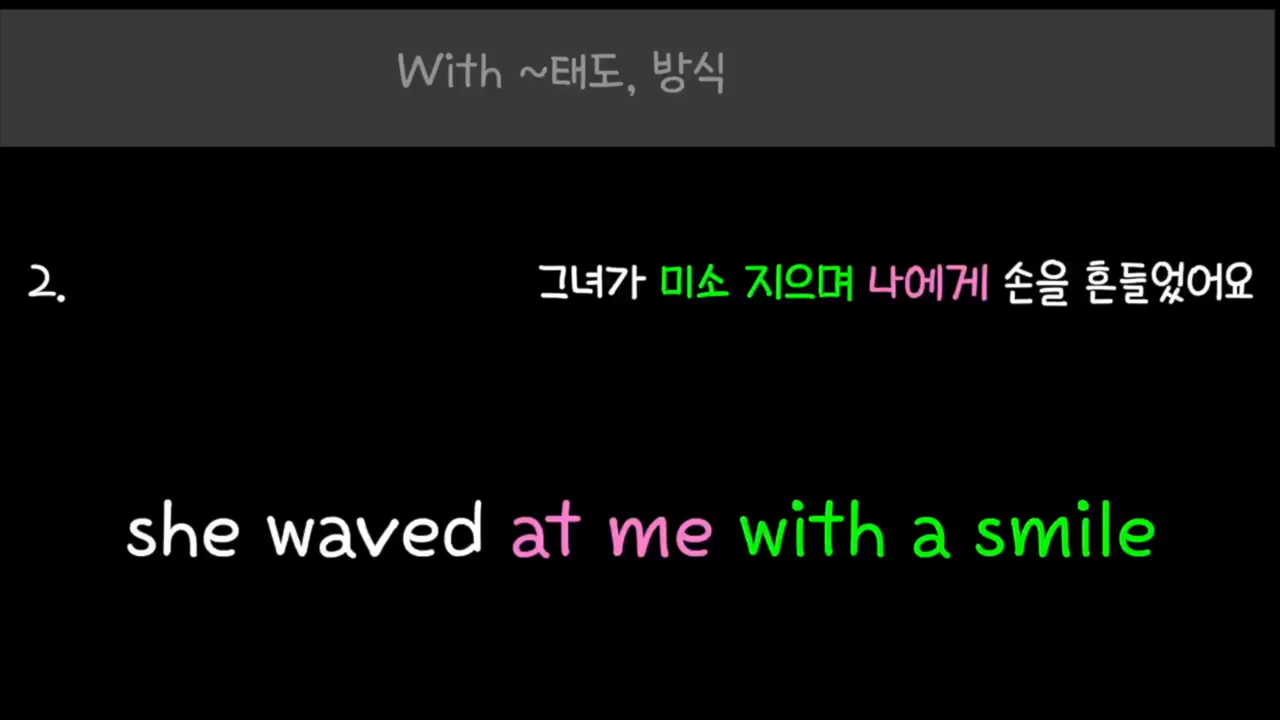 With ~태도, 방식
2. 그녀가 미소 지으며 나에게 손을 흔들었어요
she waved at me with a smile